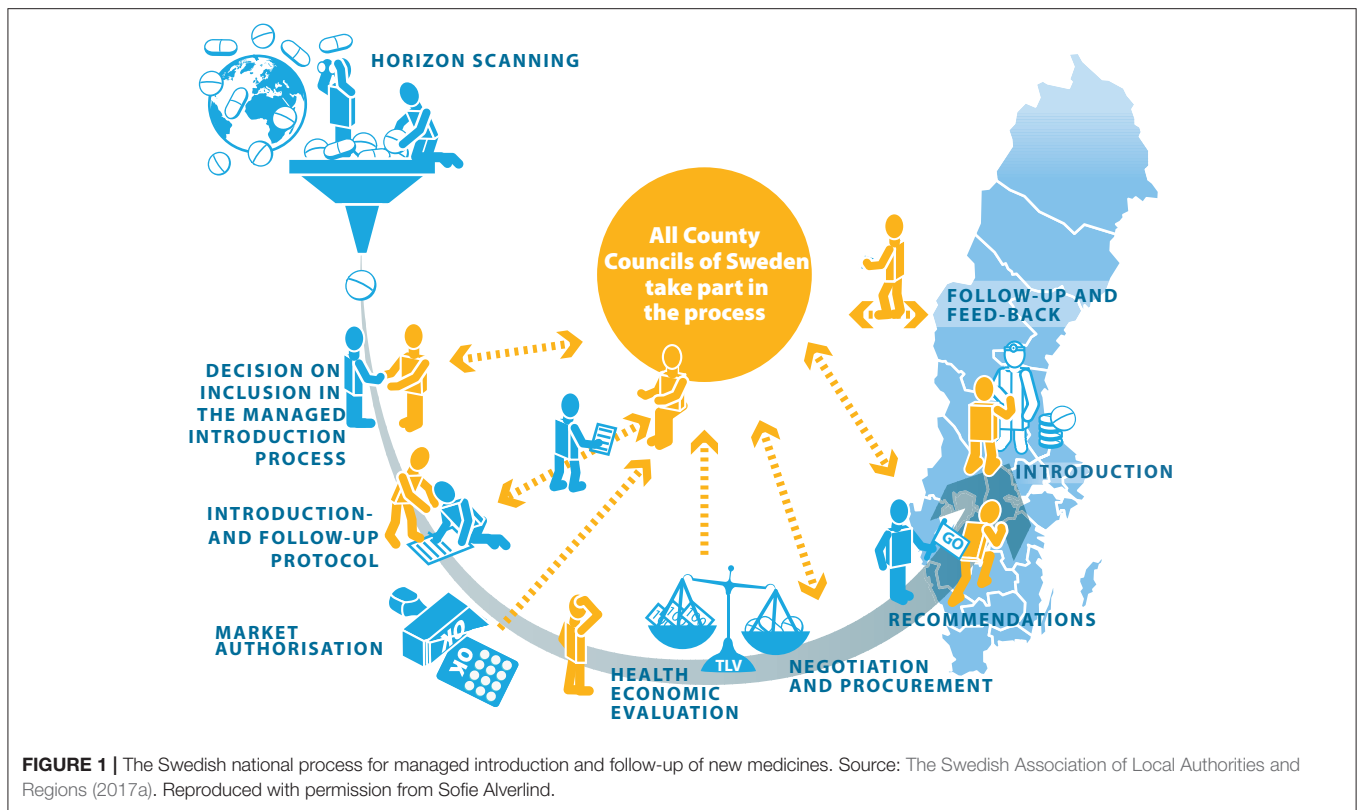 HORIZON SCANNING
All County
Councils of Sweden
take part in
the process
FOLLOW-UP AND
FEED-BACK
DECISION ON
INCLUSION IN
THE MANAGED
INTRODUCTION
PROCESS
INTRODUCTION
INTRODUCTION-
AND FOLLOW-UP
PROTOCOL
GO
RECOMMENDATIONS
MARKET
AUTHORISATION
OK
OK
TLV
HEALTH
ECONOMIC
EVALUATION
NEGOTIATION
AND PROCUREMENT
FIGURE 1 | The Swedish national process for managed introduction and follow-up of new medicines. Source: The Swedish Association of Local Authorities and
Regions (2017a). Reproduced with permission from Sofie Alverlind.